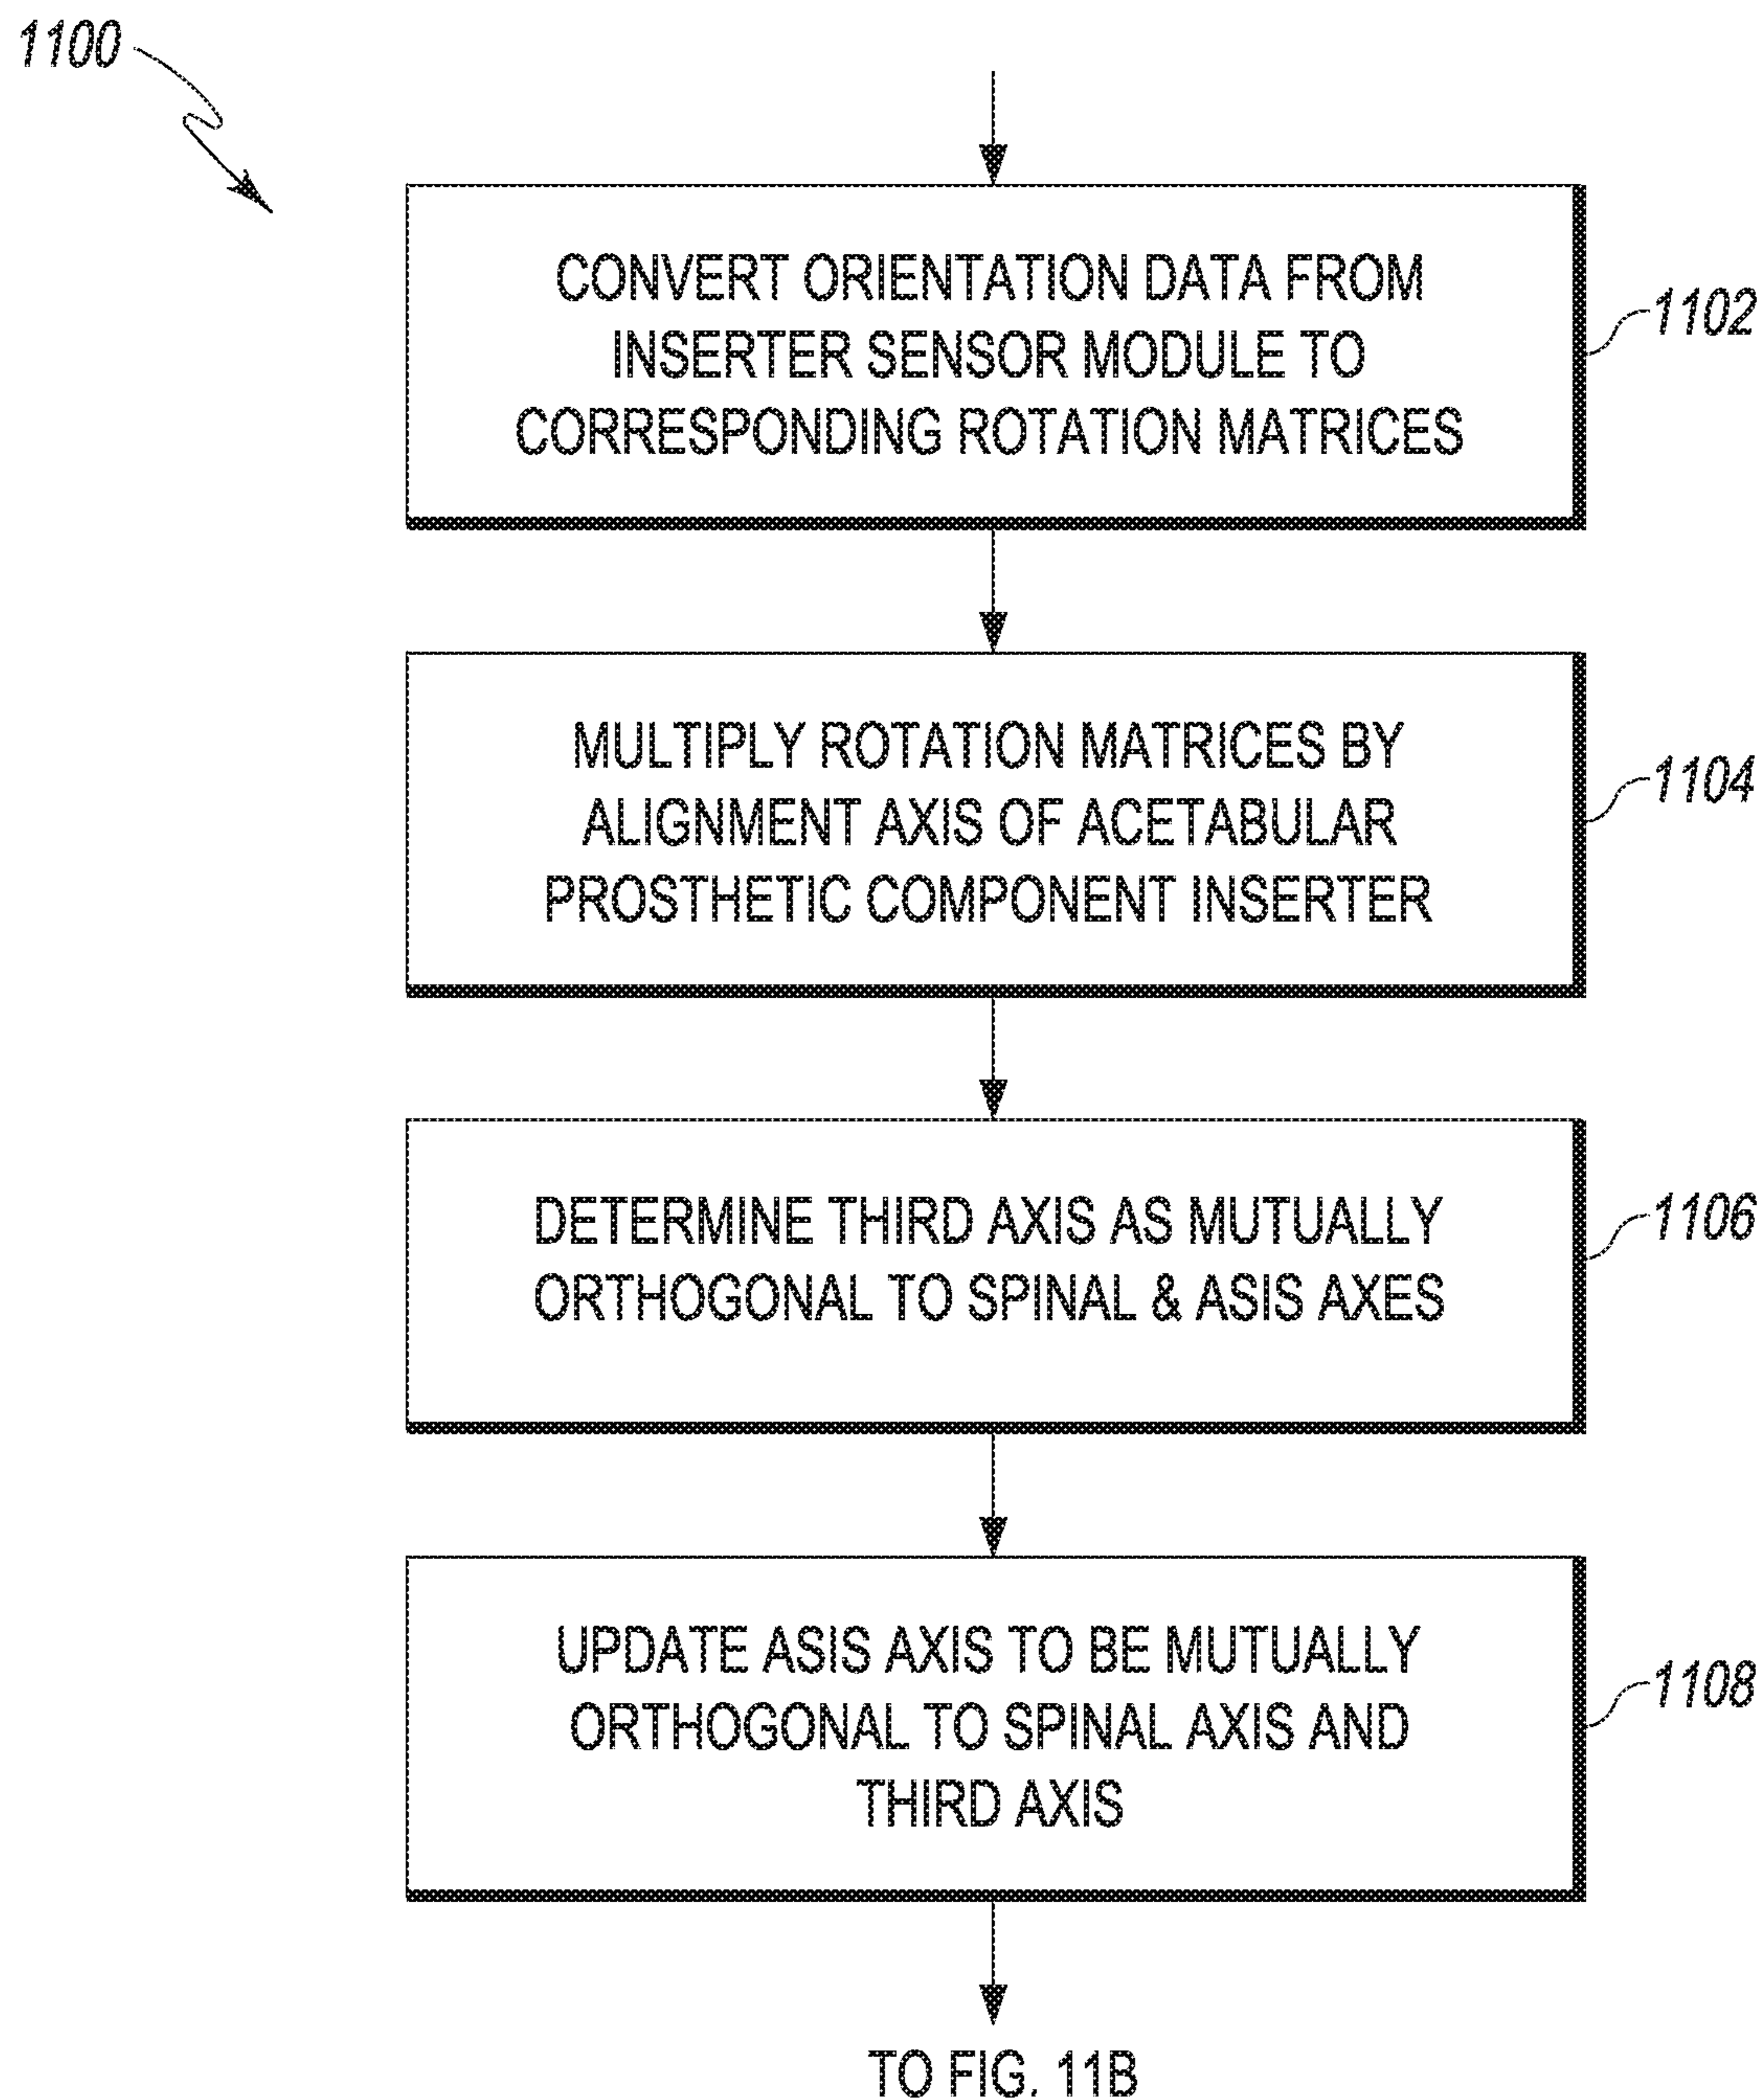 1100
CONVERT ORIENTATION DATA FROM
INSERTER SENSOR MODULE TO
CORRESPONDING ROTATION MATRICES
1102
MULTIPLY ROTATION MATRICES BY
ALIGNMENT AXIS OF ACETABULAR
PROSTHETIC COMPONENT INSERTER
1104
DETERMINE THIRD AXIS AS MUTUALLY
ORTHOGONAL TO SPINAL & ASIS AXES
1106
UPDATE ASIS AXIS TO BE MUTUALLY
ORTHOGONAL TO SPINAL AXIS AND
THIRD AXIS
1108
TO FIG. 11B